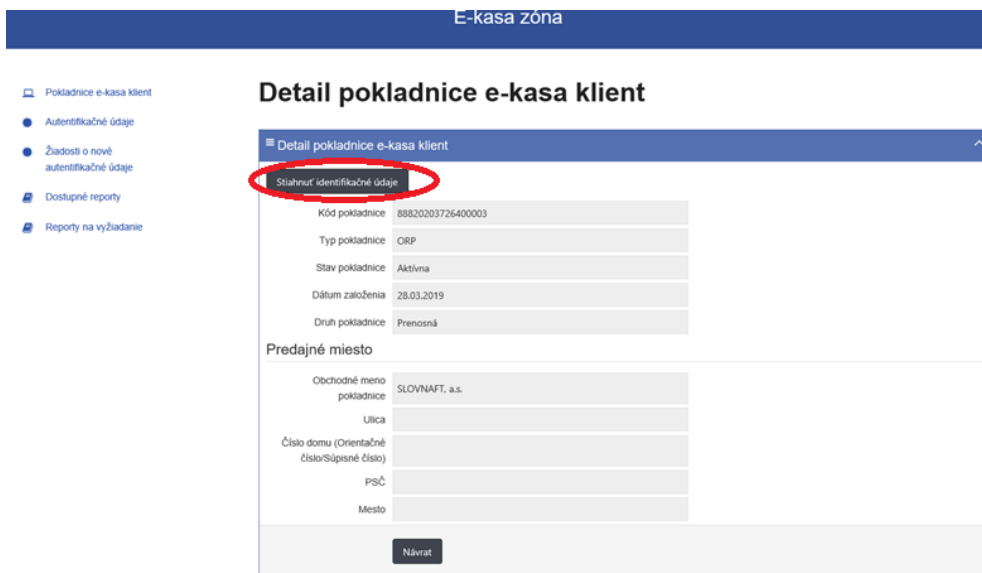 E-kasa zóna
Pokladnice e-kasa klient
Autentifikačné údaje
Žiadosti o nové
autentifikačné údaje
Dostupné reporty
Reporty na vyžiadanie
Detail pokladnice e-kasa klient
Detail pokladnice e-kasa klient
Stiahnuť identifikačné údaje
Kód pokladnice 88820203726400003
Typ pokladnice ORP
Stav pokladnice Aktívna
Dátum založenia 28.03.2019
Druh pokladnice Prenosná
Predajné miesto
Obchodné meno
pokladnice SLOVNAFT, a.s.
Ulica
Číslo domu (Orientačné
číslo/Súpisné číslo)
PSČ
Mesto
Návrat